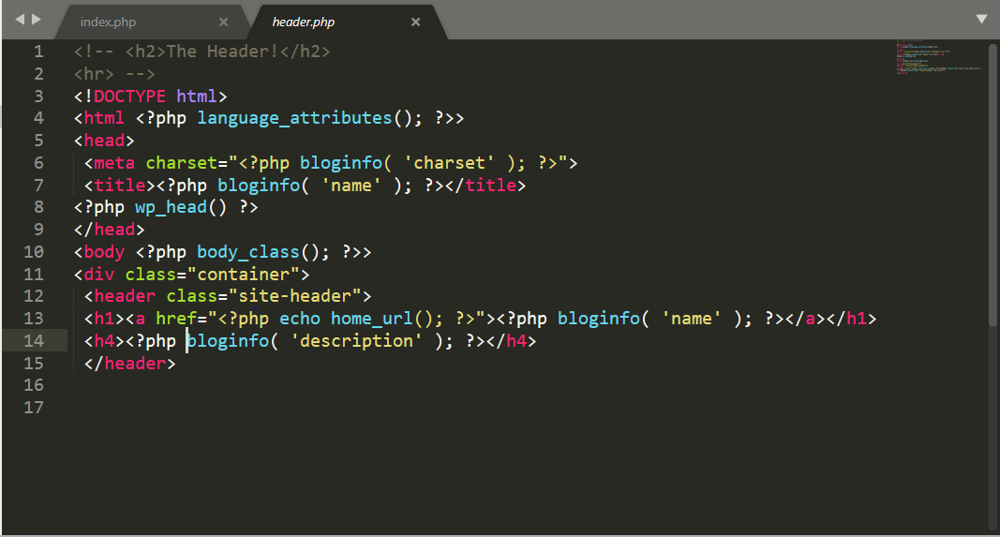 index.php × header.php ×
1 <!-- <h2>The Header!</h2>
2 <hr> -->
3 <!DOCTYPE html>
4 <html <?php language_attributes(); ?>>
5 <head>
6  <meta charset="<?php bloginfo( 'charset' ); ?>">
7  <title><?php bloginfo( 'name' ); ?></title>
8 <?php wp_head() ?>
9 </head>
10 <body <?php body_class(); ?>>
11 <div class="container">
12  <header class="site-header">
13  <h1><a href="<?php echo home_url(); ?>"><?php bloginfo( 'name' ); ?></a></h1>
14  <h4><?php bloginfo( 'description' ); ?></h4>
15  </header>
16
17